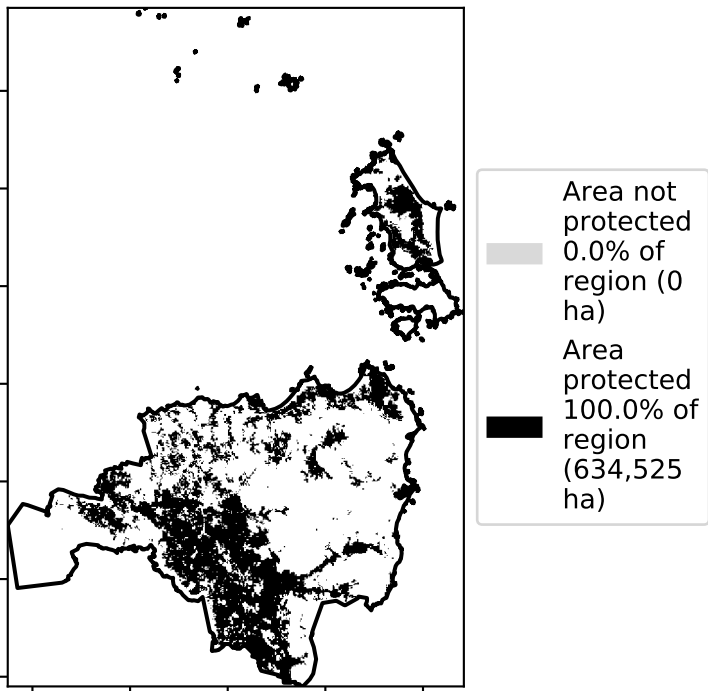 Area not
protected
0.0% of
region (0
ha)
Area
protected
100.0% of
region
(634,525
ha)